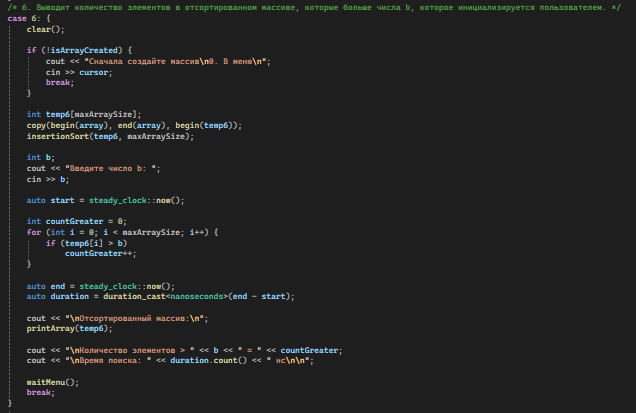 /* 6. Выводит количество элементов в отсортированном массиве, которые больше числа b, которое инициализируется пользователем. */
case 6: {
    clear();

    if (!isArrayCreated) {
        cout << "Сначала создайте массив\n0. В меню\n";
        cin >> cursor;
        break;
    }

    int temp6[maxArraySize];
    copy(begin(array), end(array), begin(temp6));
    insertionSort(temp6, maxArraySize);

    int b;
    cout << "Введите число b: ";
    cin >> b;

    auto start = steady_clock::now();

    int countGreater = 0;
    for (int i = 0; i < maxArraySize; i++) {
        if (temp6[i] > b)
            countGreater++;
    }

    auto end = steady_clock::now();
    auto duration = duration_cast<nanoseconds>(end - start);

    cout << "\nОтсортированный массив:\n";
    printArray(temp6);

    cout << "\nКоличество элементов > " << b << " = " << countGreater;
    cout << "\nВремя поиска: " << duration.count() << " нс\n\n";

    waitMenu();
    break;
}